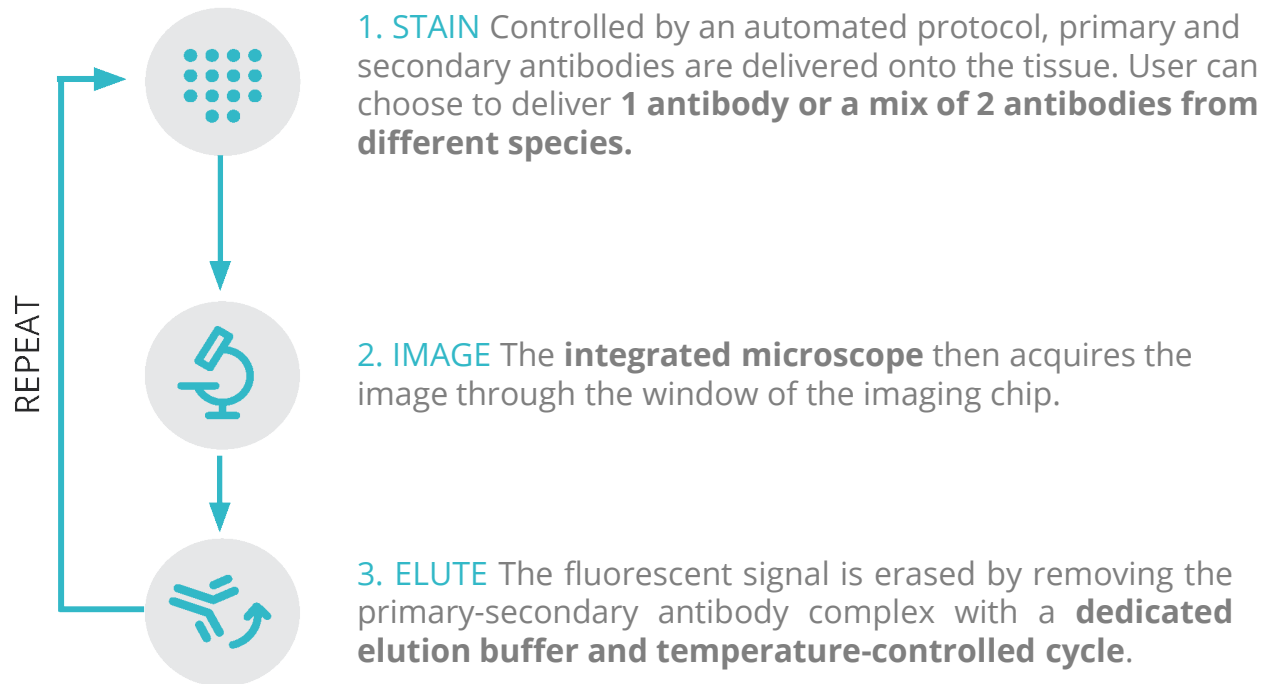 1. STAIN Controlled by an automated protocol, primary and
secondary antibodies are delivered onto the tissue. User can
choose to deliver 1 antibody or a mix of 2 antibodies from
different species.
REPEAT
2. IMAGE The integrated microscope then acquires the
image through the window of the imaging chip.
3. ELUTE The fluorescent signal is erased by removing the
primary-secondary antibody complex with a dedicated
elution buffer and temperature-controlled cycle.